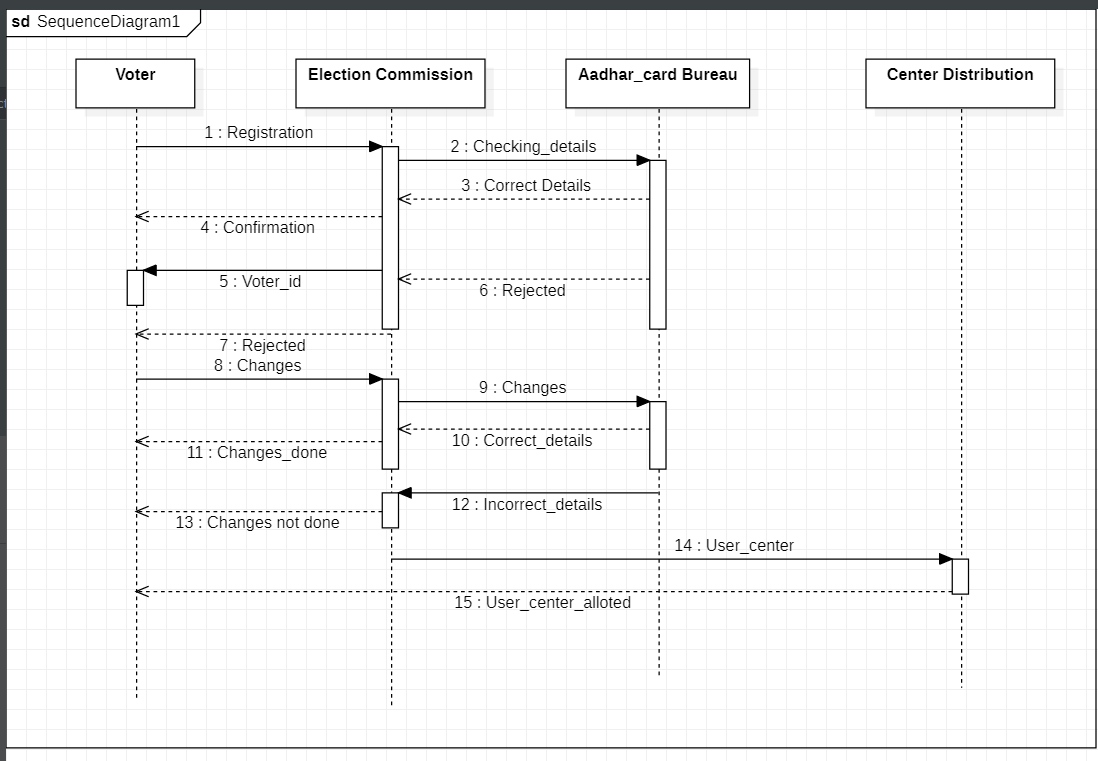 sd SequenceDiagram1
Voter
Election Commission
Aadhar_card Bureau
Center Distribution
1 : Registration
2 : Checking_details
3 : Correct Details
4 : Confirmation
5 : Voter_id
6 : Rejected
7 : Rejected
8 : Changes
9 : Changes
10 : Correct_details
11 : Changes_done
12 : Incorrect_details
13 : Changes not done
14 : User_center
15 : User_center_alloted